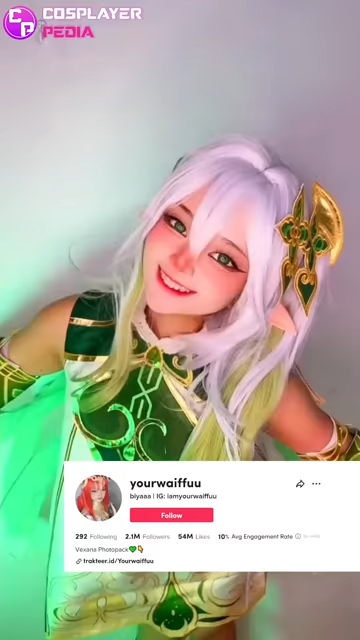 COSPLAYER
PEDIA
yourwaiffuu
biyaaa | IG: iamyourwaiffuu
Follow
292 Following 2.1M Followers 54M Likes 10% Avg Engagement Rate
Vexana Photopack💚👇
trakteer.id/Yourwaiffuu